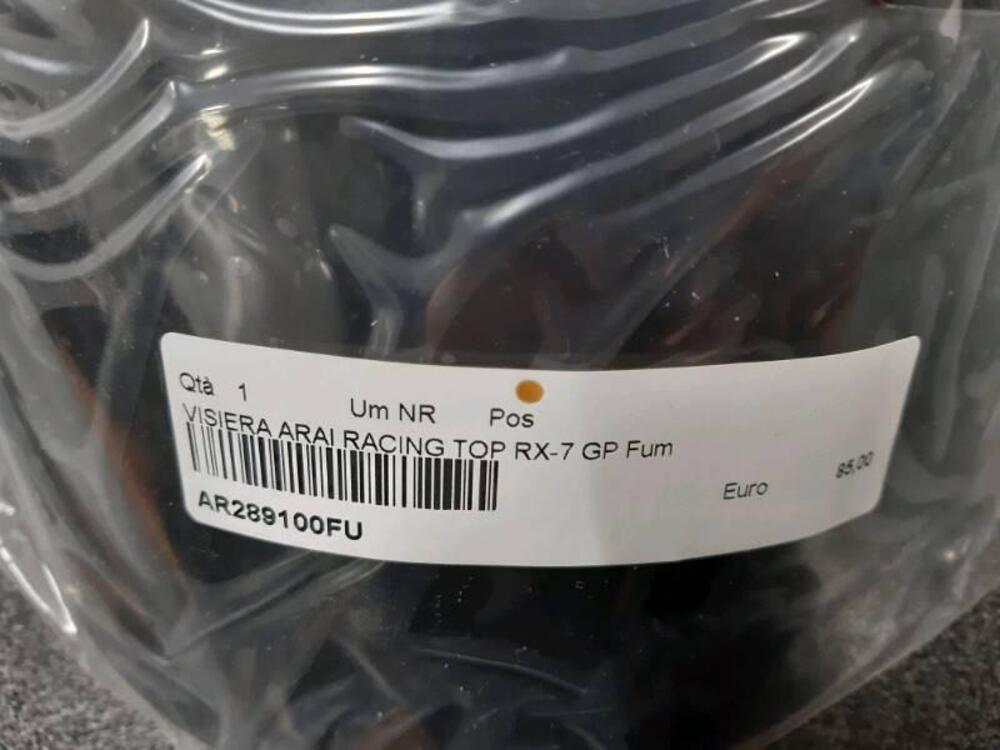 Qtà 1 Um NR Pos
VISIERA ARAI RACING TOP RX-7 GP Fum
Euro 85,00
AR289100FU